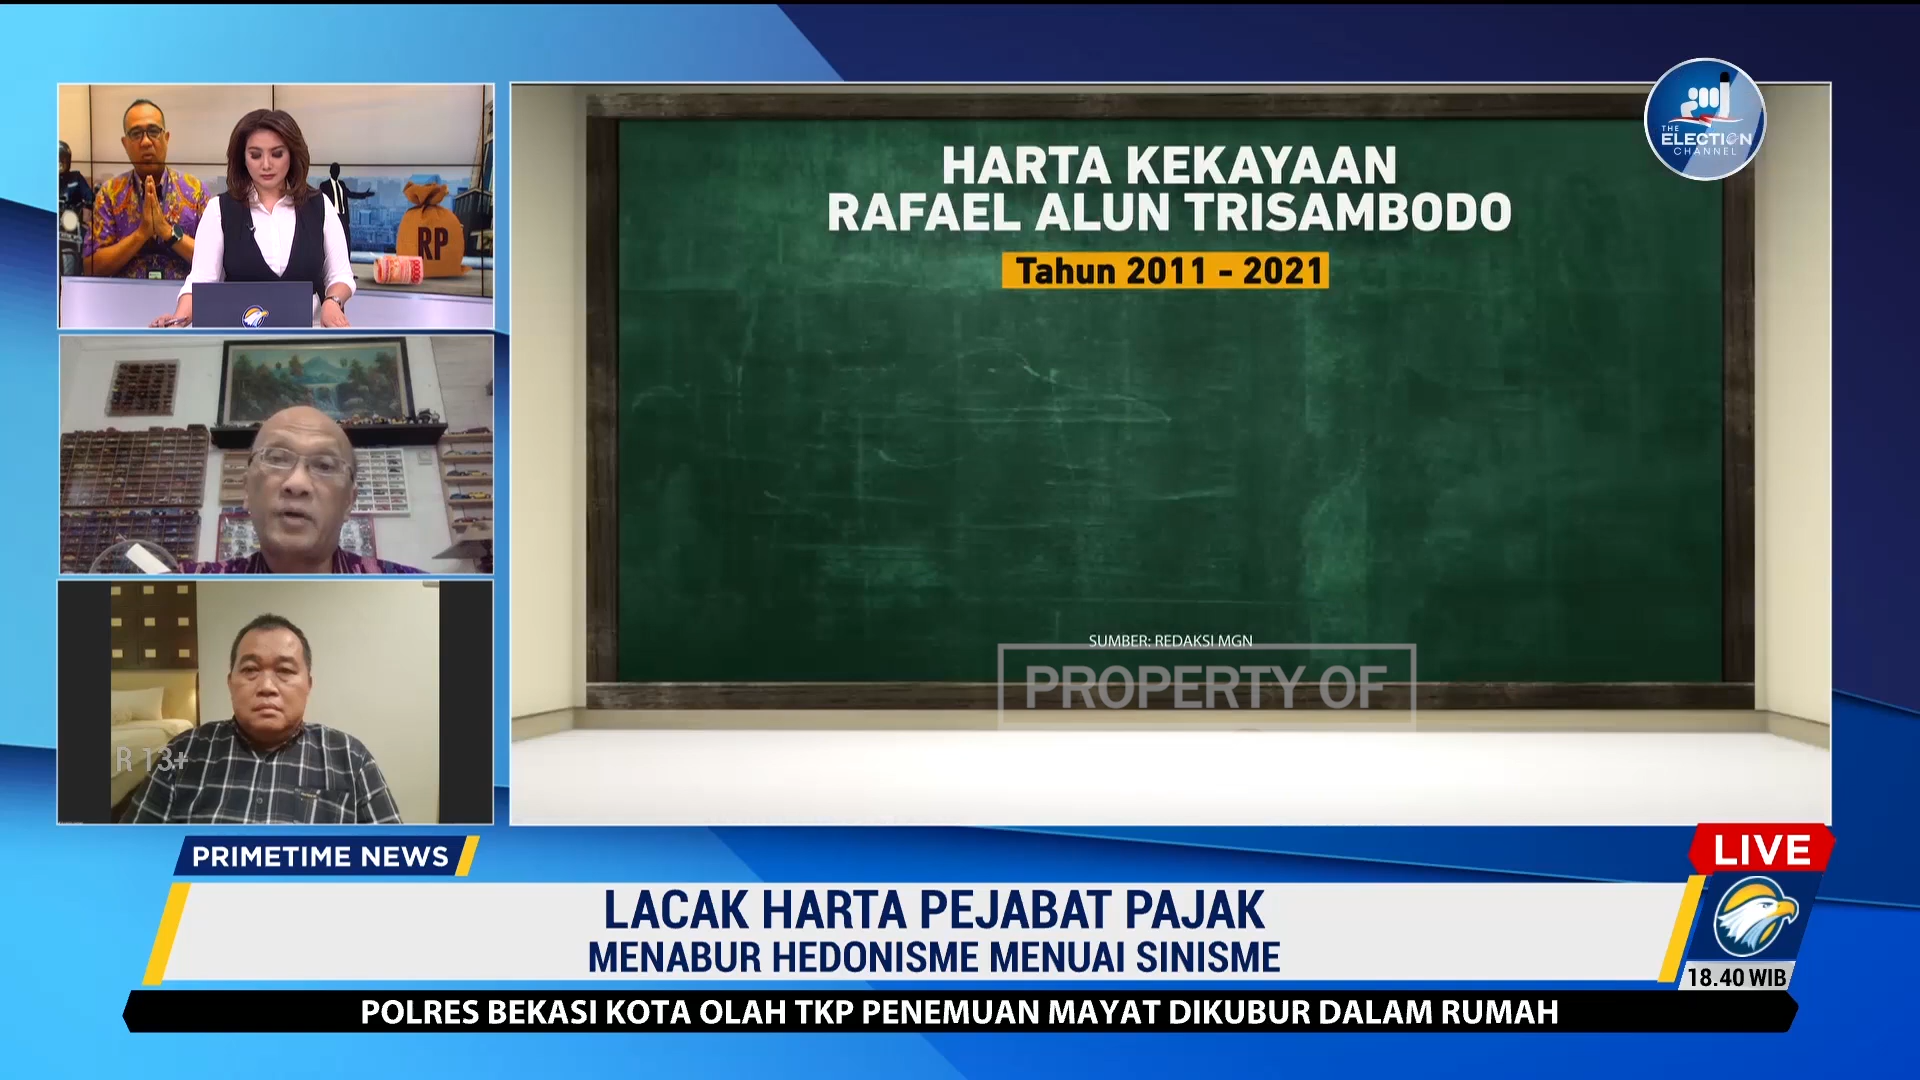 THE
ELECTION
CHANNEL
RP
HARTA KEKAYAAN
RAFAEL ALUN TRISAMBODO
Tahun 2011 - 2021
SUMBER: REDAKSI MGN
PROPERTY OF
R 13+
PRIMETIME NEWS
LIVE
LACAK HARTA PEJABAT PAJAK
MENABUR HEDONISME MENUAI SINISME
18.40 WIB
POLRES BEKASI KOTA OLAH TKP PENEMUAN MAYAT DIKUBUR DALAM RUMAH